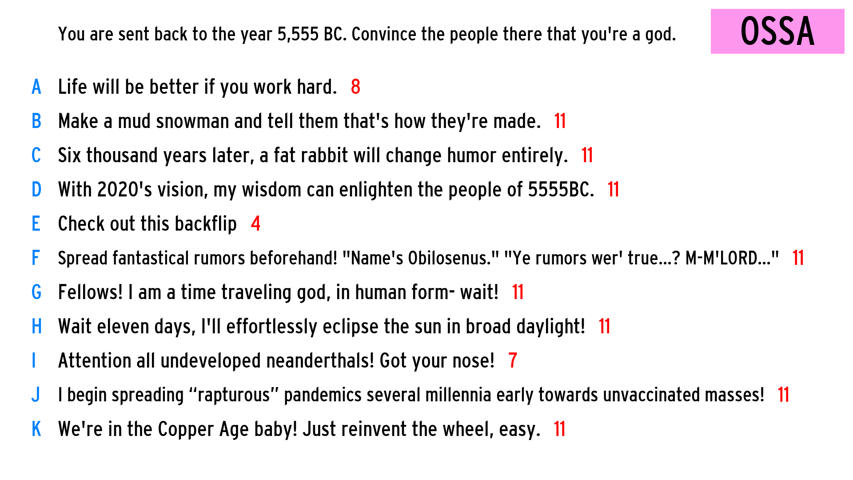 You are sent back to the year 5,555 BC. Convince the people there that you're a god.
OSSA
A Life will be better if you work hard. 8
B Make a mud snowman and tell them that's how they're made. 11
C Six thousand years later, a fat rabbit will change humor entirely. 11
D With 2020's vision, my wisdom can enlighten the people of 5555BC. 11
E Check out this backflip 4
F Spread fantastical rumors beforehand! "Name's Obilosenus." "Ye rumors wer' true...? M-M'LORD..." 11
G Fellows! I am a time traveling god, in human form- wait! 11
H Wait eleven days, I'll effortlessly eclipse the sun in broad daylight! 11
I Attention all undeveloped neanderthals! Got your nose! 7
J I begin spreading “rapturous” pandemics several millennia early towards unvaccinated masses! 11
K We're in the Copper Age baby! Just reinvent the wheel, easy. 11